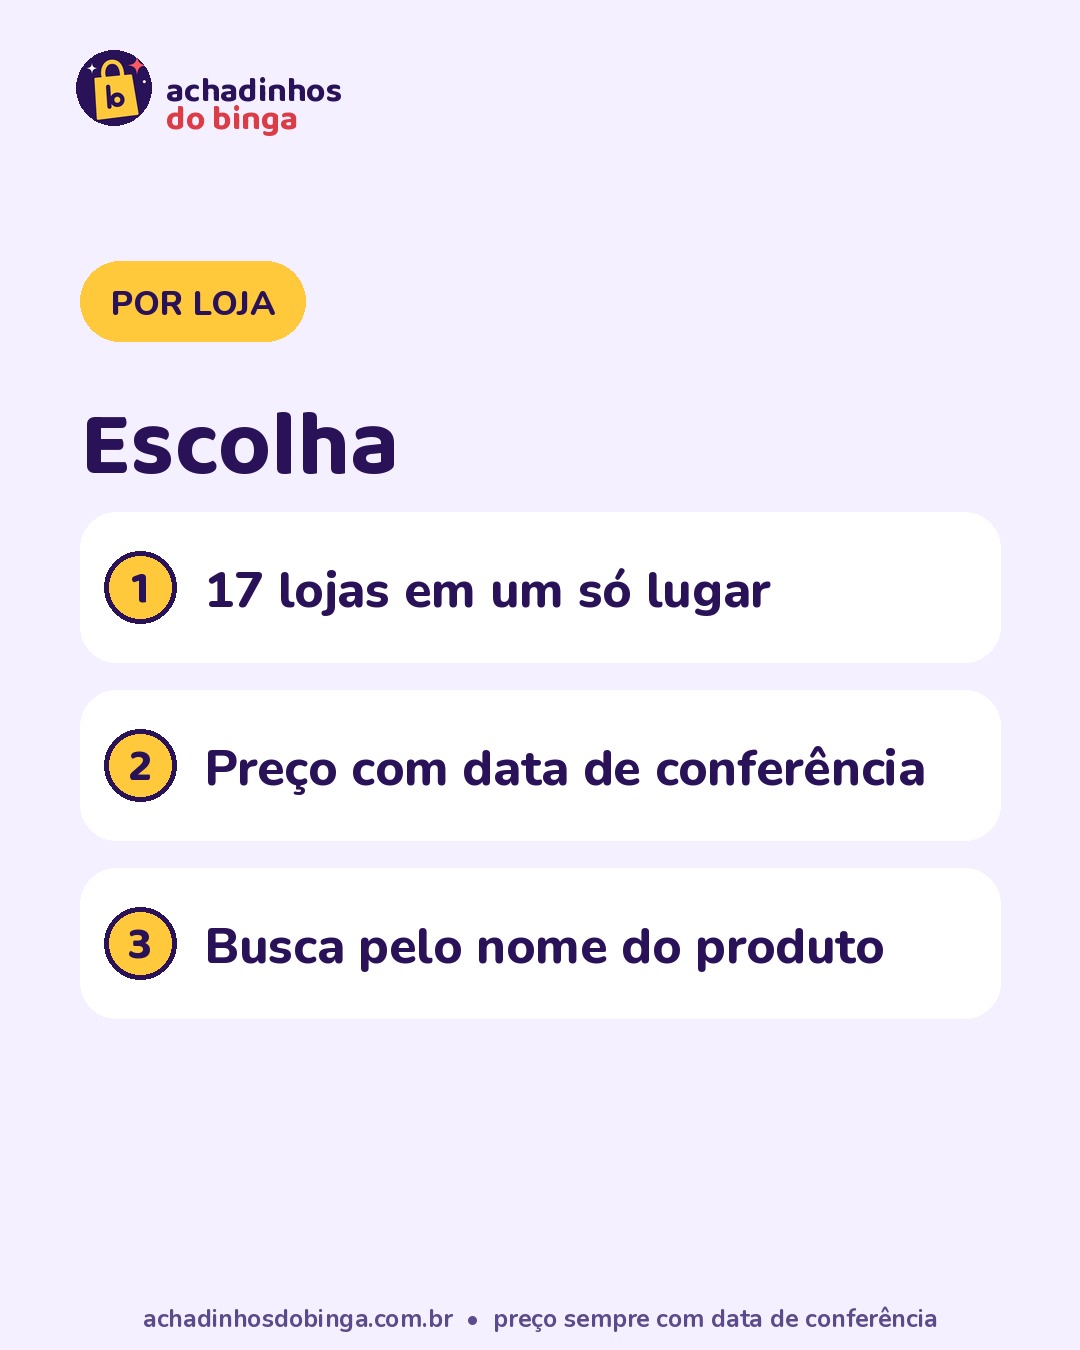 b
achadinhos
do binga
POR LOJA
Escolha
1 17 lojas em um só lugar
2 Preço com data de conferência
3 Busca pelo nome do produto
achadinhosdobinga.com.br • preço sempre com data de conferência